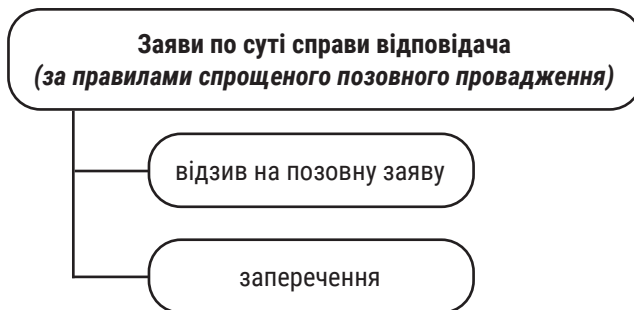 Заяви по суті справи відповідача
(за правилами спрощеного позовного провадження)
відзив на позовну заяву
заперечення